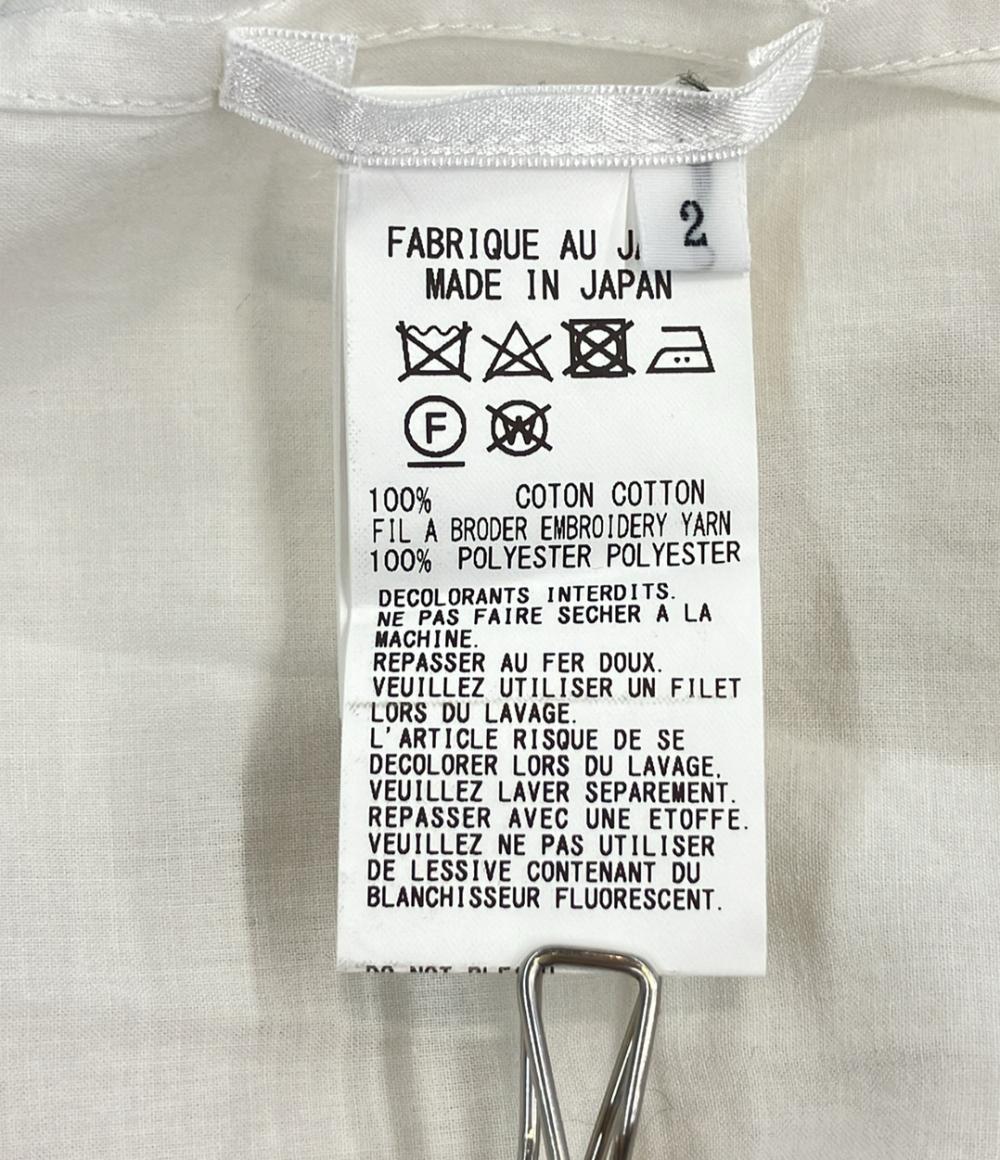 2
FABRIQUE AU
MADE IN JAPAN
F
W
100% COTON COTTON
FIL A BRODER EMBROIDERY YARN
100% POLYESTER POLYESTER
DECOLORANTS INTERDITS.
NE PAS FAIRE SECHER A LA
MACHINE.
REPASSER AU FER DOUX.
VEUILLEZ UTILISER UN FILET
LORS DU LAVAGE.
L'ARTICLE RISQUE DE SE
DECOLORER LORS DU LAVAGE.
VEUILLEZ LAVER SEPAREMENT.
REPASSER AVEC UNE ETOFFE.
VEUILLEZ NE PAS UTILISER
DE LESSIVE CONTENANT DU
BLANCHISSEUR FLUORESCENT.
DO NOT